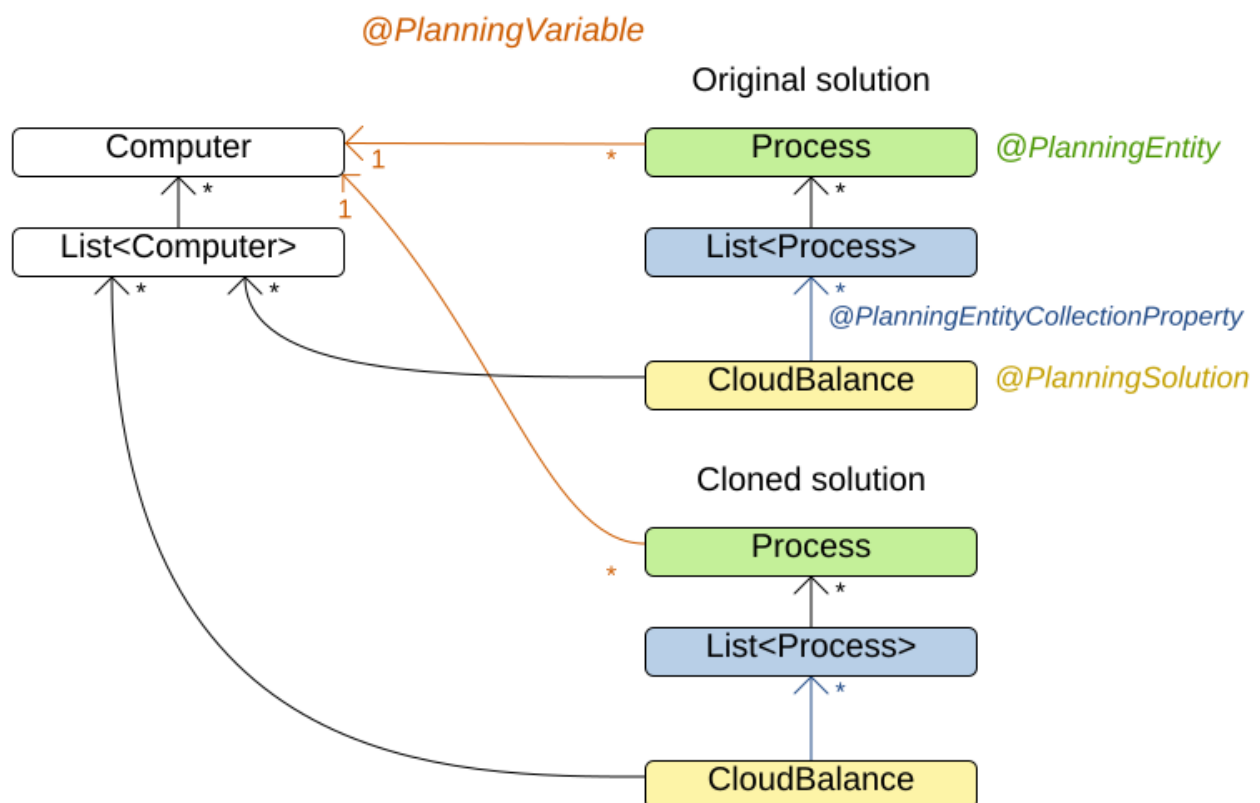 @PlanningVariable
Original solution
Computer
1
*
Process
@PlanningEntity
*
1
*
List<Computer>
List<Process>
*
*
*
@PlanningEntityCollectionProperty
CloudBalance
@PlanningSolution
Cloned solution
Process
*
*
List<Process>
*
CloudBalance